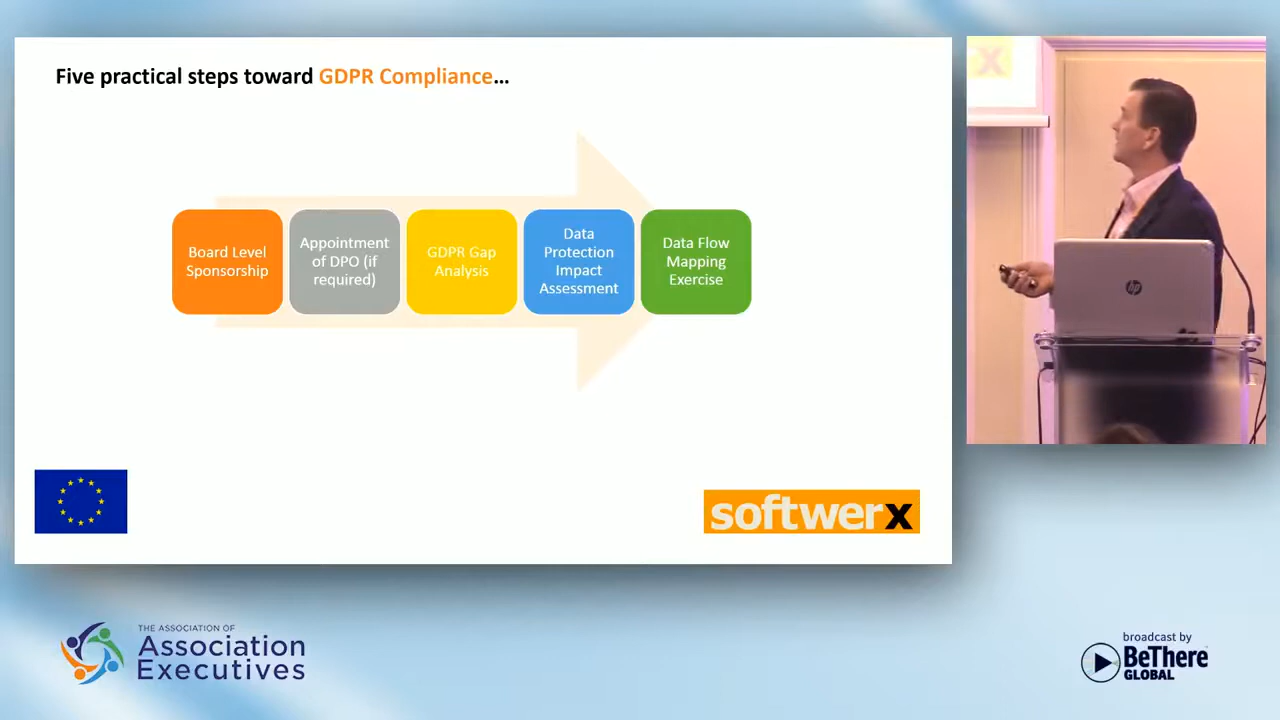 Five practical steps toward GDPR Compliance...
Board Level
Sponsorship
Appointment
of DPO (if
required)
GDPR Gap
Analysis
Data
Protection
Impact
Assessment
Data Flow
Mapping
Exercise
softwerx
x
hp
THE ASSOCIATION OF
Association
Executives
broadcast by
BeThere
GLOBAL